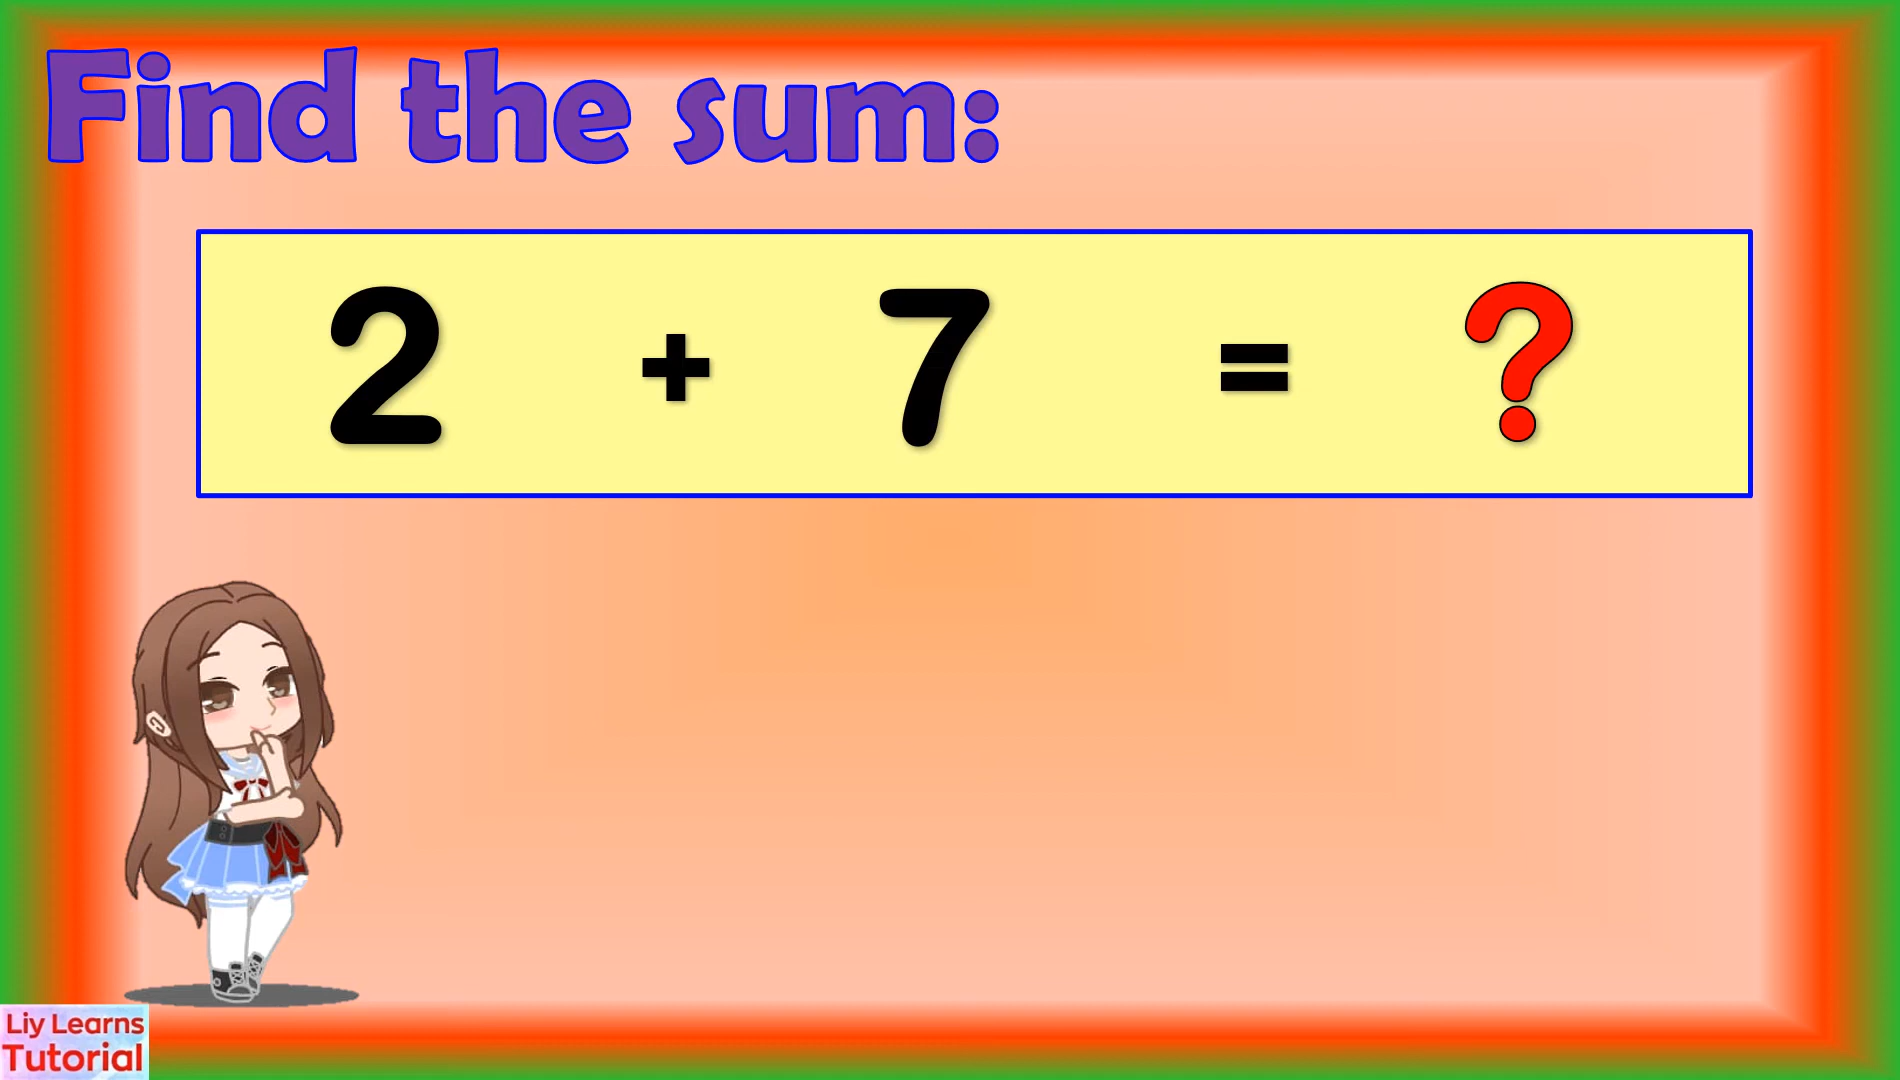 Find the sum:
2 + 7 = ?
Liy Learns
Tutorial